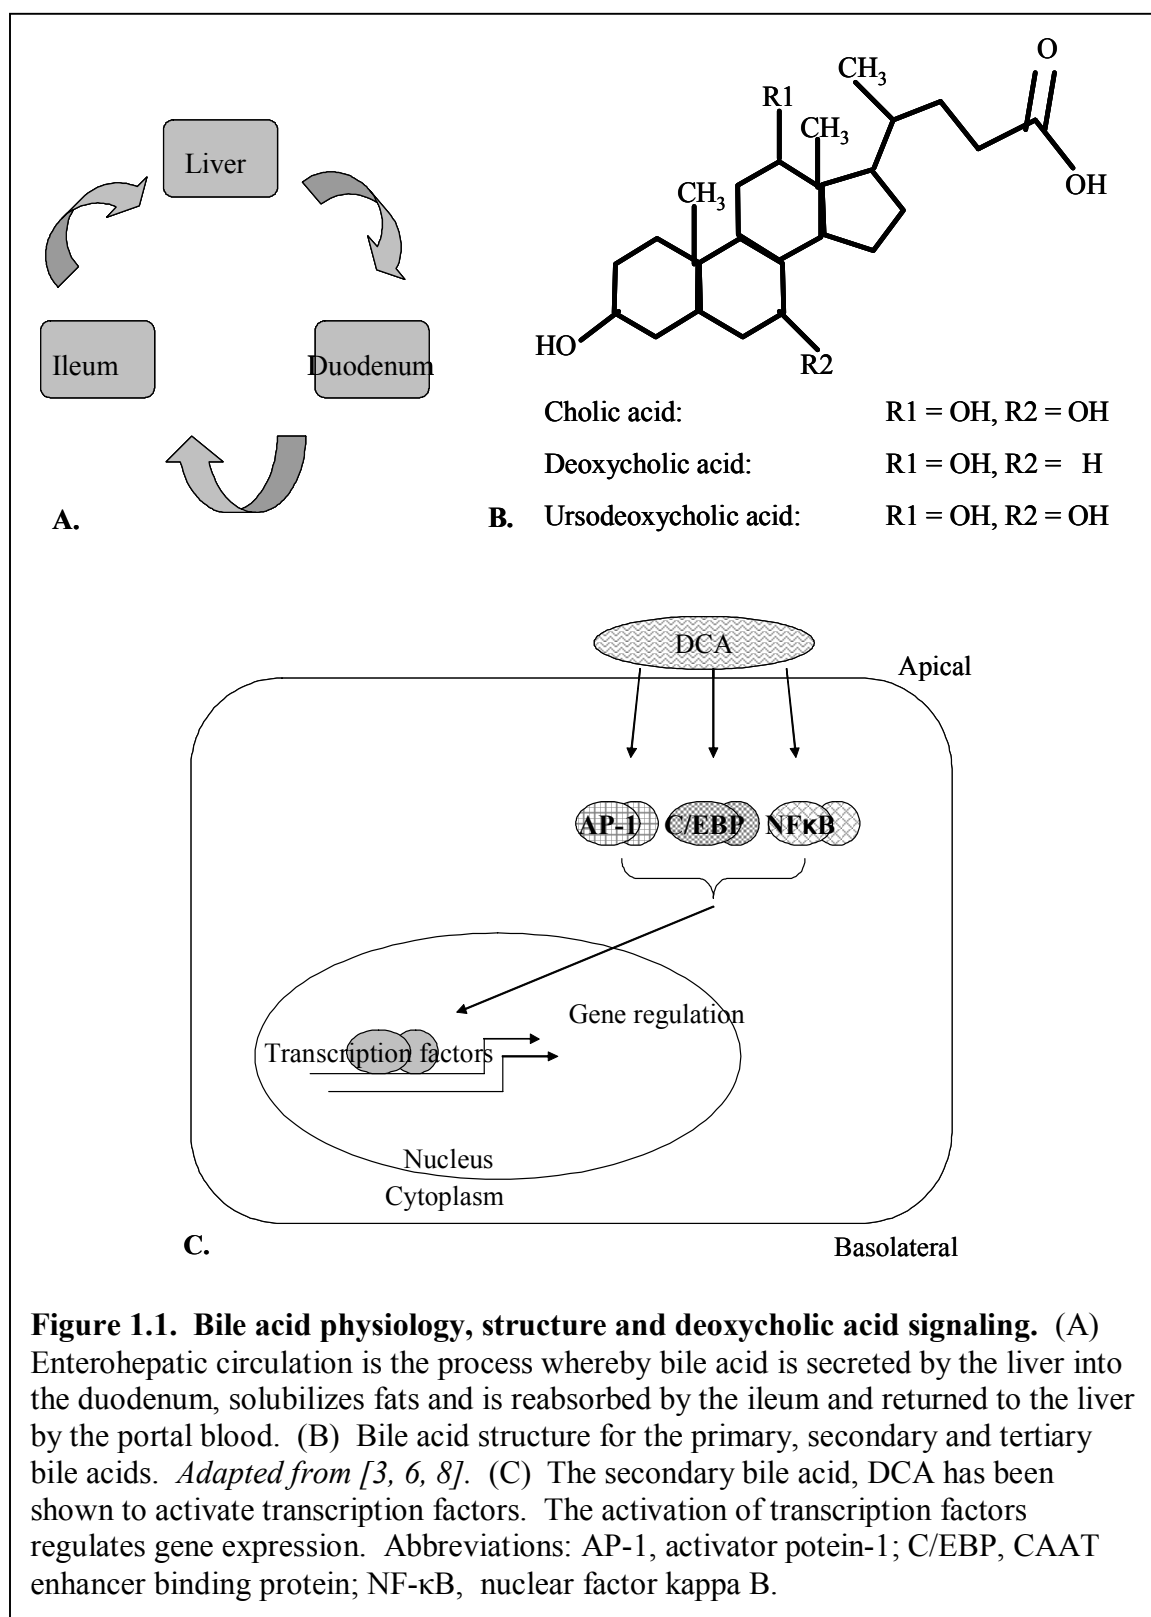 Liver
Ileum
Duodenum
A.
O
CH3
R1
CH3
OH
CH3
HO
R2
Cholic acid: R1 = OH, R2 = OH
Deoxycholic acid: R1 = OH, R2 = H
B. Ursodeoxycholic acid: R1 = OH, R2 = OH
DCA
Apical
AP-1 C/EBP NFκB
Gene regulation
Transcription factors
Nucleus
Cytoplasm
C.
Basolateral
Figure 1.1. Bile acid physiology, structure and deoxycholic acid signaling. (A)
Enterohepatic circulation is the process whereby bile acid is secreted by the liver into
the duodenum, solubilizes fats and is reabsorbed by the ileum and returned to the liver
by the portal blood. (B) Bile acid structure for the primary, secondary and tertiary
bile acids. Adapted from [3, 6, 8]. (C) The secondary bile acid, DCA has been
shown to activate transcription factors. The activation of transcription factors
regulates gene expression. Abbreviations: AP-1, activator potein-1; C/EBP, CAAT
enhancer binding protein; NF-κB, nuclear factor kappa B.